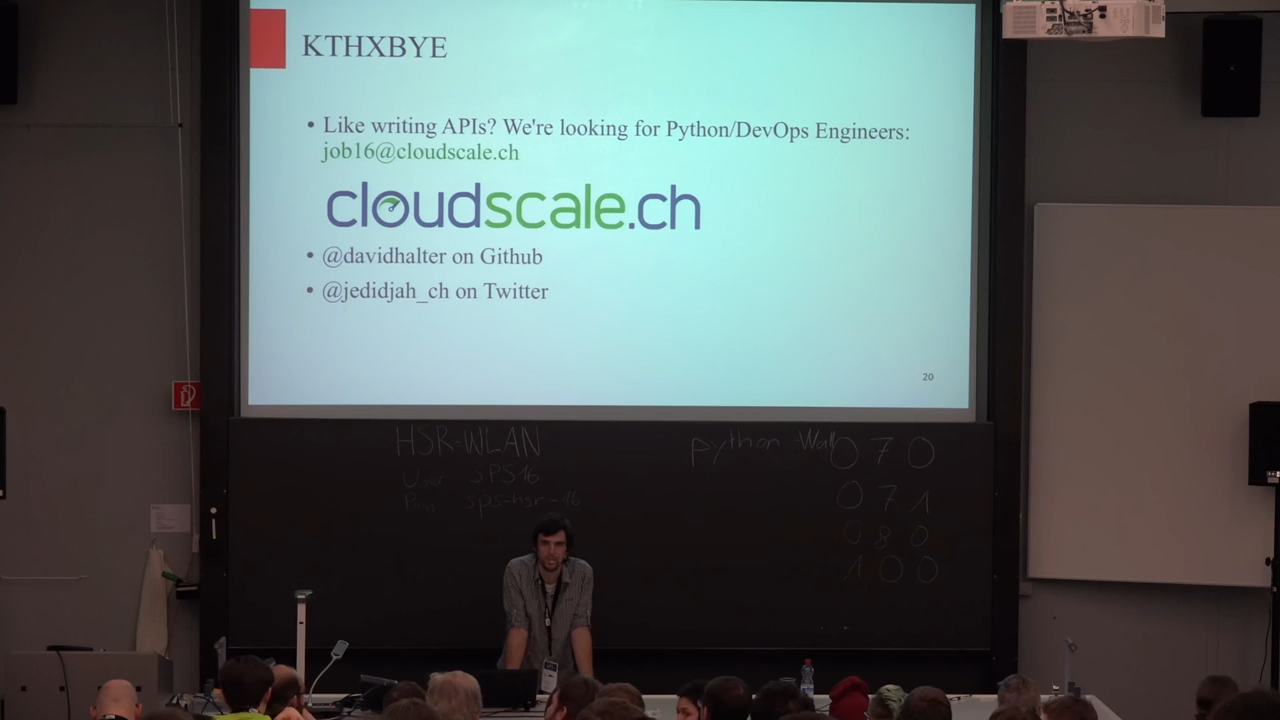 KTHXBYE
• Like writing APIs? We're looking for Python/DevOps Engineers:
job16@cloudscale.ch
cloudscale.ch
• @davidhalter on Github
• @jedidjah_ch on Twitter
20
HSR-WLAN
User SPS16
Pass sps-hsr-16
python Wall 0 7 0
0 7 1
0 8 0
1 0 0